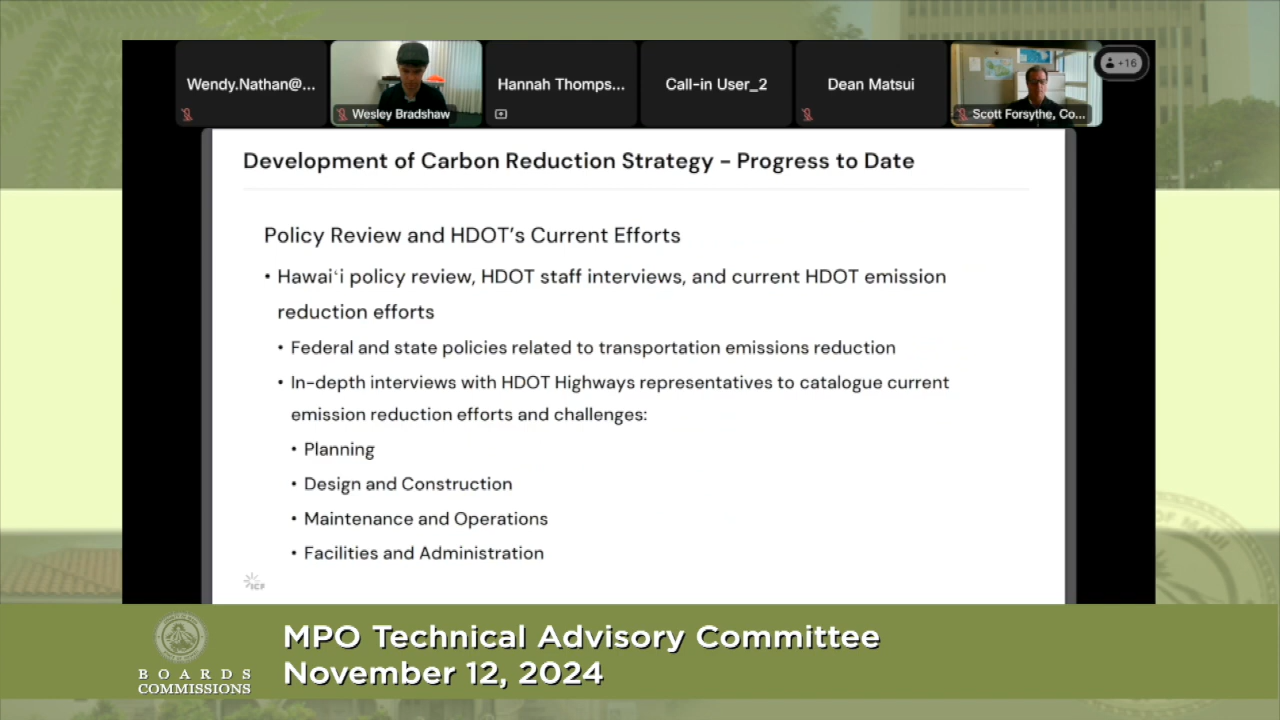 Wendy.Nathan@...
Wesley Bradshaw
Hannah Thomps...
Call-in User_2
Dean Matsui
Scott Forsythe, Co...
+16
Development of Carbon Reduction Strategy – Progress to Date
Policy Review and HDOT’s Current Efforts
• Hawaiʻi policy review, HDOT staff interviews, and current HDOT emission
reduction efforts
• Federal and state policies related to transportation emissions reduction
• In-depth interviews with HDOT Highways representatives to catalogue current
emission reduction efforts and challenges:
• Planning
• Design and Construction
• Maintenance and Operations
• Facilities and Administration
ICF
MPO Technical Advisory Committee
November 12, 2024
BOARDS
COMMISSIONS